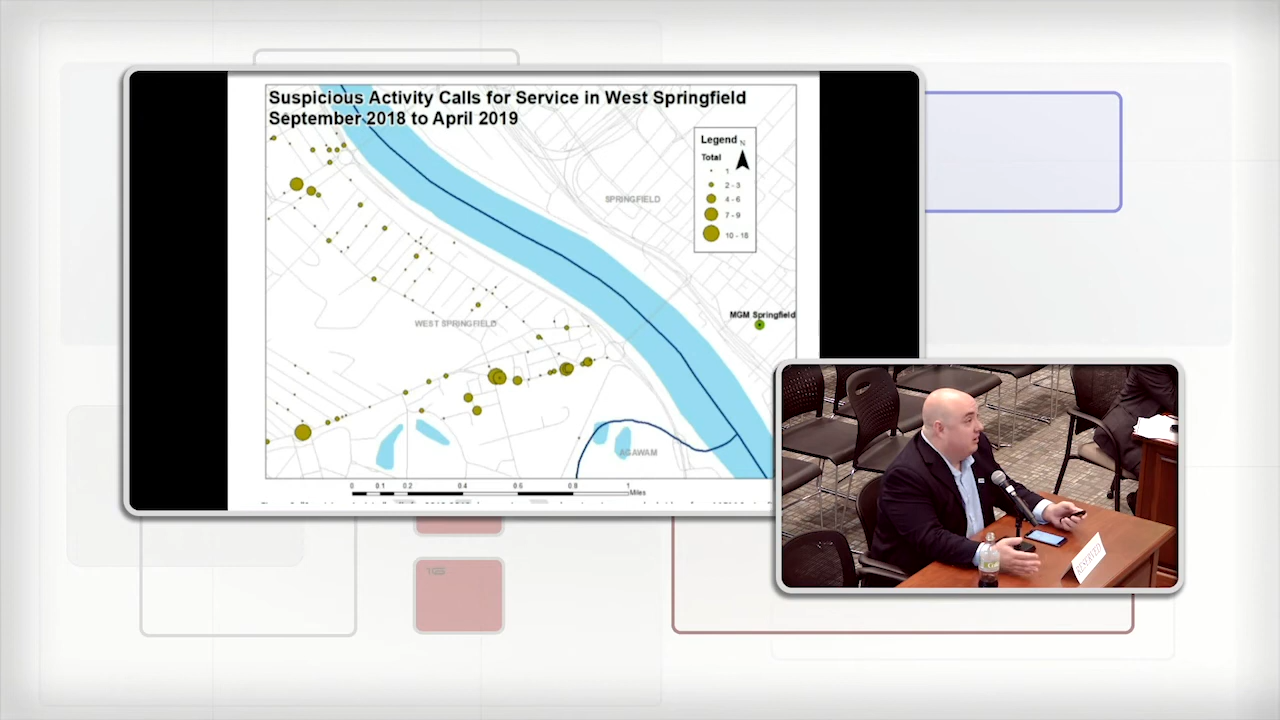 Suspicious Activity Calls for Service in West Springfield
September 2018 to April 2019
Legend
N
Total
1
2 - 3
4 - 6
7 - 9
10 - 18
SPRINGFIELD
MGM Springfield
WEST SPRINGFIELD
AGAWAM
0 0.1 0.2 0.4 0.6 0.8 1
Miles
RESERVED